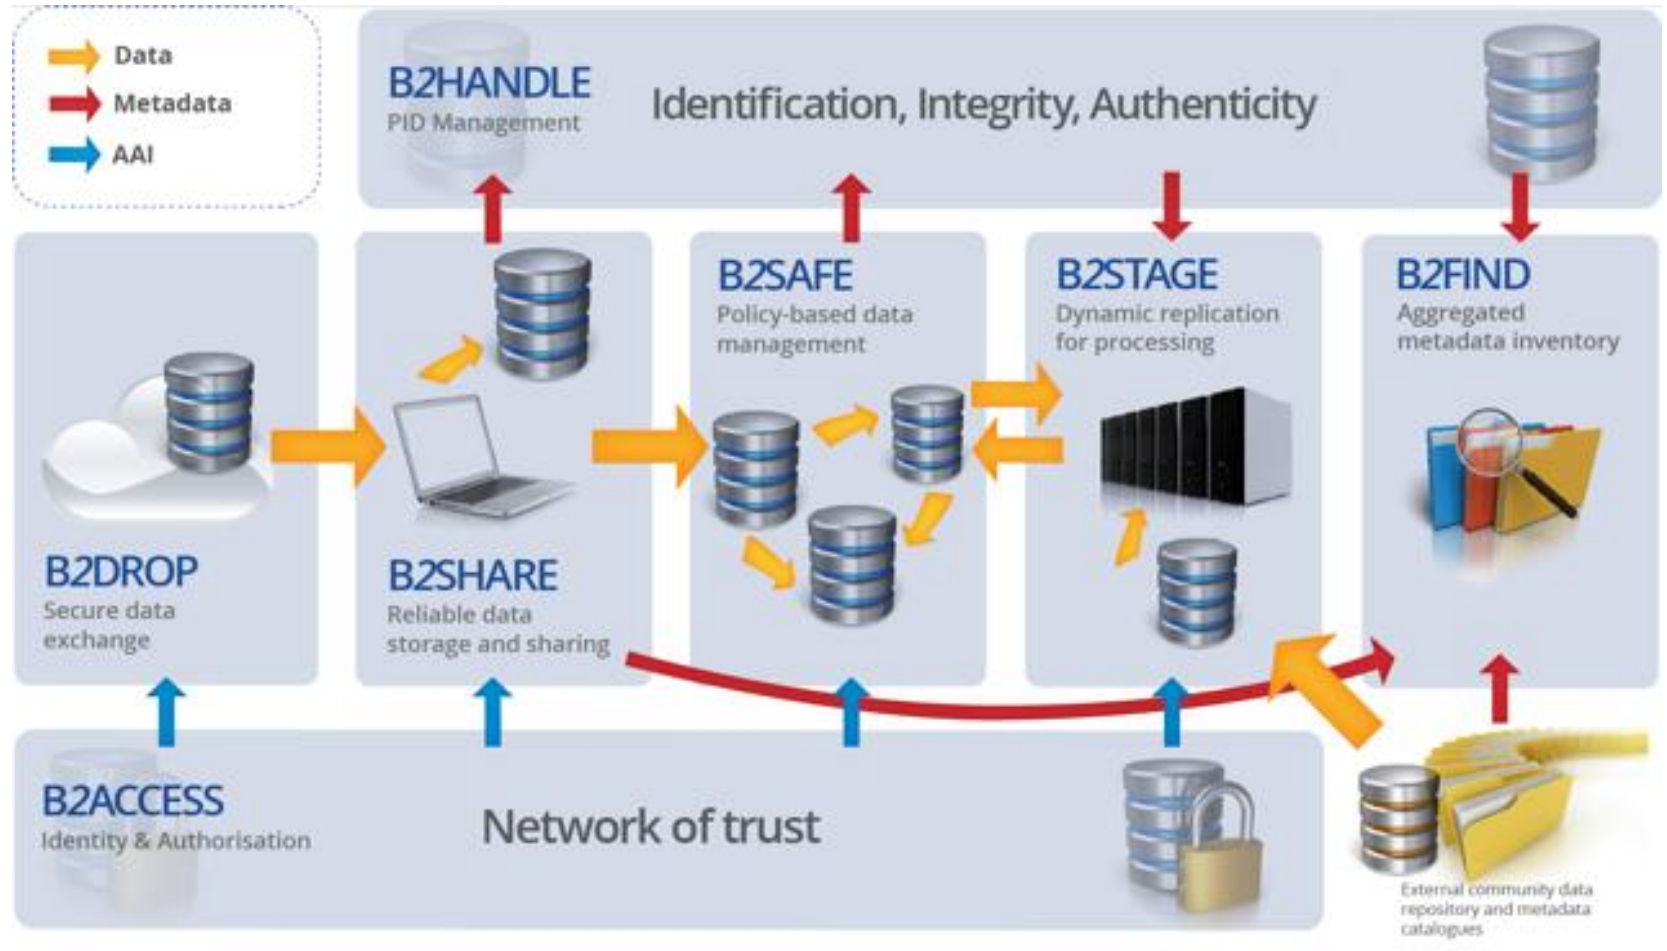 Data
Metadata
AAI
B2HANDLE
PID Management
Identification, Integrity, Authenticity
B2DROP
Secure data
exchange
B2SHARE
Reliable data
storage and sharing
B2SAFE
Policy-based data
management
B2STAGE
Dynamic replication
for processing
B2FIND
Aggregated
metadata inventory
B2ACCESS
Identity & Authorisation
Network of trust
External community data
repository and metadata
catalogues